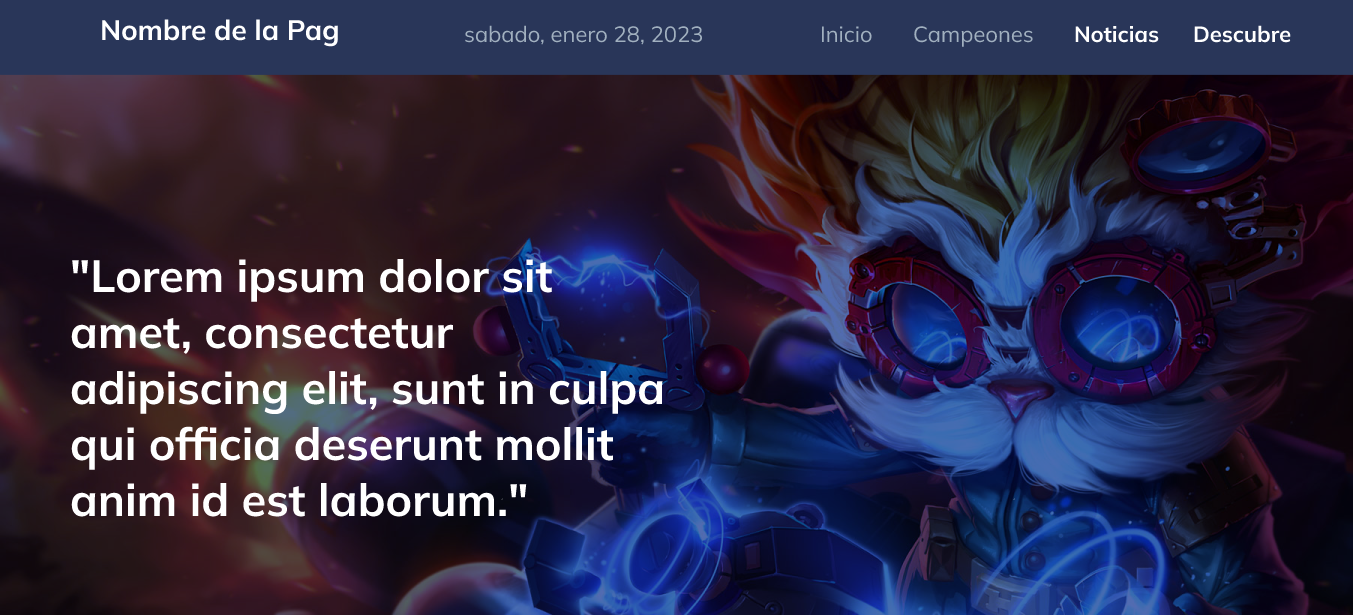 Nombre de la Pag
sabado, enero 28, 2023
Inicio
Campeones
Noticias
Descubre
"Lorem ipsum dolor sit
amet, consectetur
adipiscing elit, sunt in culpa
qui officia deserunt mollit
anim id est laborum."